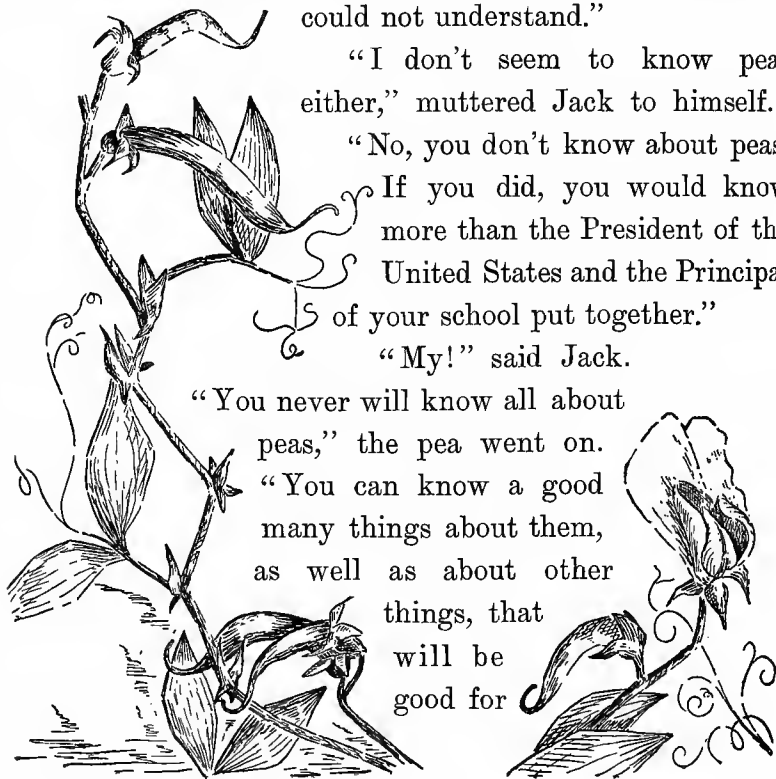 could not understand.”
“I don’t seem to know pea
either,” muttered Jack to himself.
“No, you don’t know about peas
If you did, you would know
more than the President of th
United States and the Principa
of your school put together.”
“My!” said Jack.
“You never will know all about
peas,” the pea went on.
“You can know a good
many things about them,
as well as about other
things, that
will be
good for